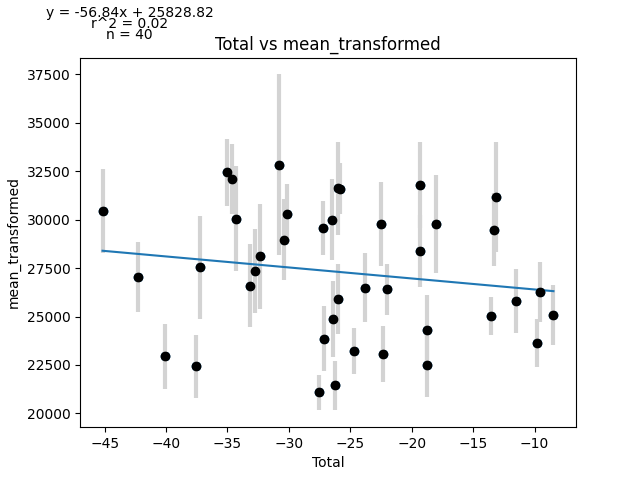 y = -56.84x + 25828.82
r^2 = 0.02
n = 40
Total vs mean_transformed
37500
35000
32500
30000
27500
25000
22500
20000
mean_transformed
−45 −40 −35 −30 −25 −20 −15 −10
Total